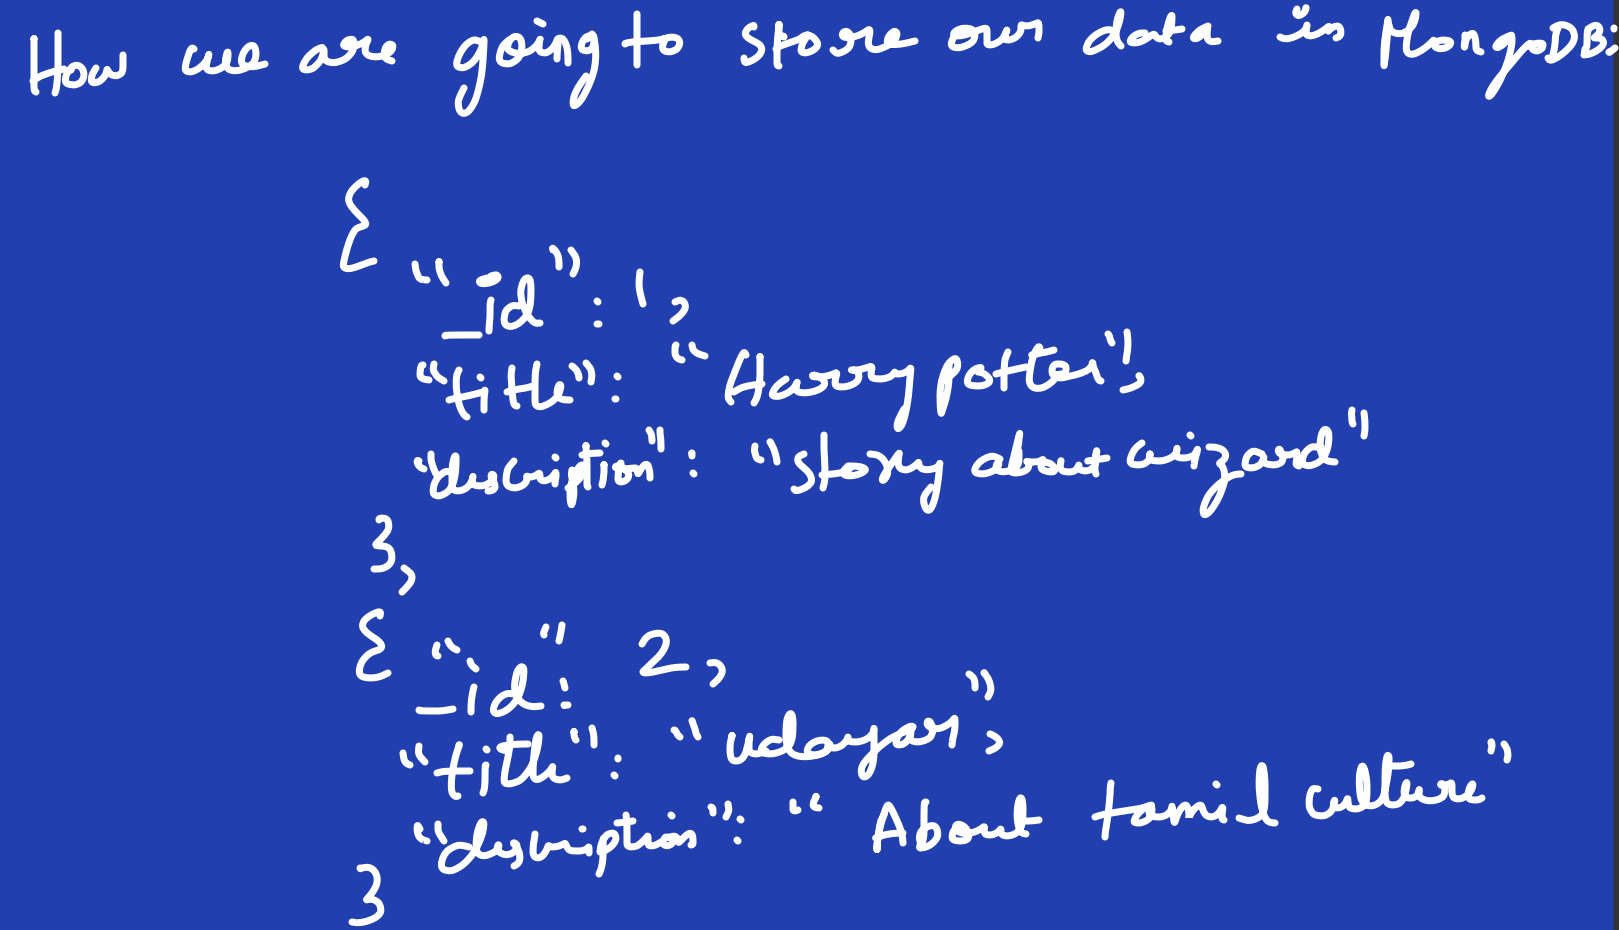 How we are going to store our data in MongoDB:
{
"_id": 1,
"title": "Harry potter",
"description": "story about wizard"
},
{ "_id": 2,
"title": "udayar",
"description": "About tamil culture"
}